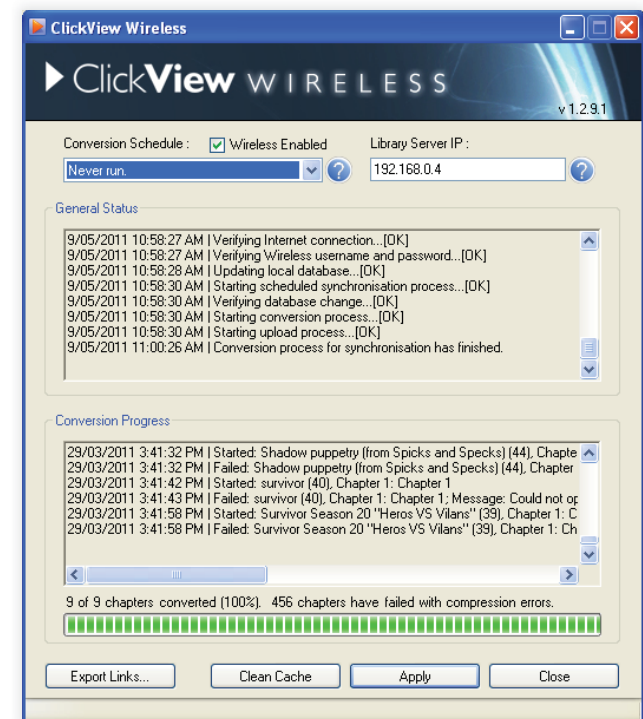 ClickView Wireless
ClickView WIRELESS
v 1.2.9.1
Conversion Schedule : Wireless Enabled Library Server IP :
Never run. ? 192.168.0.4 ?
General Status
9/05/2011 10:58:27 AM | Verifying Internet connection...[OK]
9/05/2011 10:58:27 AM | Verifying Wireless username and password...[OK]
9/05/2011 10:58:28 AM | Updating local database...[OK]
9/05/2011 10:58:30 AM | Starting scheduled synchronisation process...[OK]
9/05/2011 10:58:30 AM | Verifying database change...[OK]
9/05/2011 10:58:30 AM | Starting conversion process...[OK]
9/05/2011 10:58:30 AM | Starting upload process...[OK]
9/05/2011 11:00:26 AM | Conversion process for synchronisation has finished.
Conversion Progress
29/03/2011 3:41:32 PM | Started: Shadow puppetry (from Spicks and Specks) (44), Chapte
29/03/2011 3:41:32 PM | Failed: Shadow puppetry (from Spicks and Specks) (44), Chapter
29/03/2011 3:41:42 PM | Started: survivor (40), Chapter 1: Chapter 1
29/03/2011 3:41:43 PM | Failed: survivor (40), Chapter 1: Chapter 1; Message: Could not op
29/03/2011 3:41:58 PM | Started: Survivor Season 20 "Heros VS Vilans" (39), Chapter 1: C
29/03/2011 3:41:58 PM | Failed: Survivor Season 20 "Heros VS Vilans" (39), Chapter 1: Ch
9 of 9 chapters converted (100%). 456 chapters have failed with compression errors.
Export Links... Clean Cache Apply Close